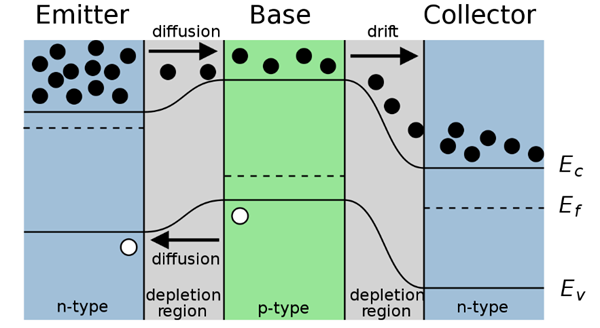 Emitter
Base
Collector
diffusion
drift
E_c
E_f
diffusion
E_v
n-type
depletion
region
p-type
depletion
region
n-type